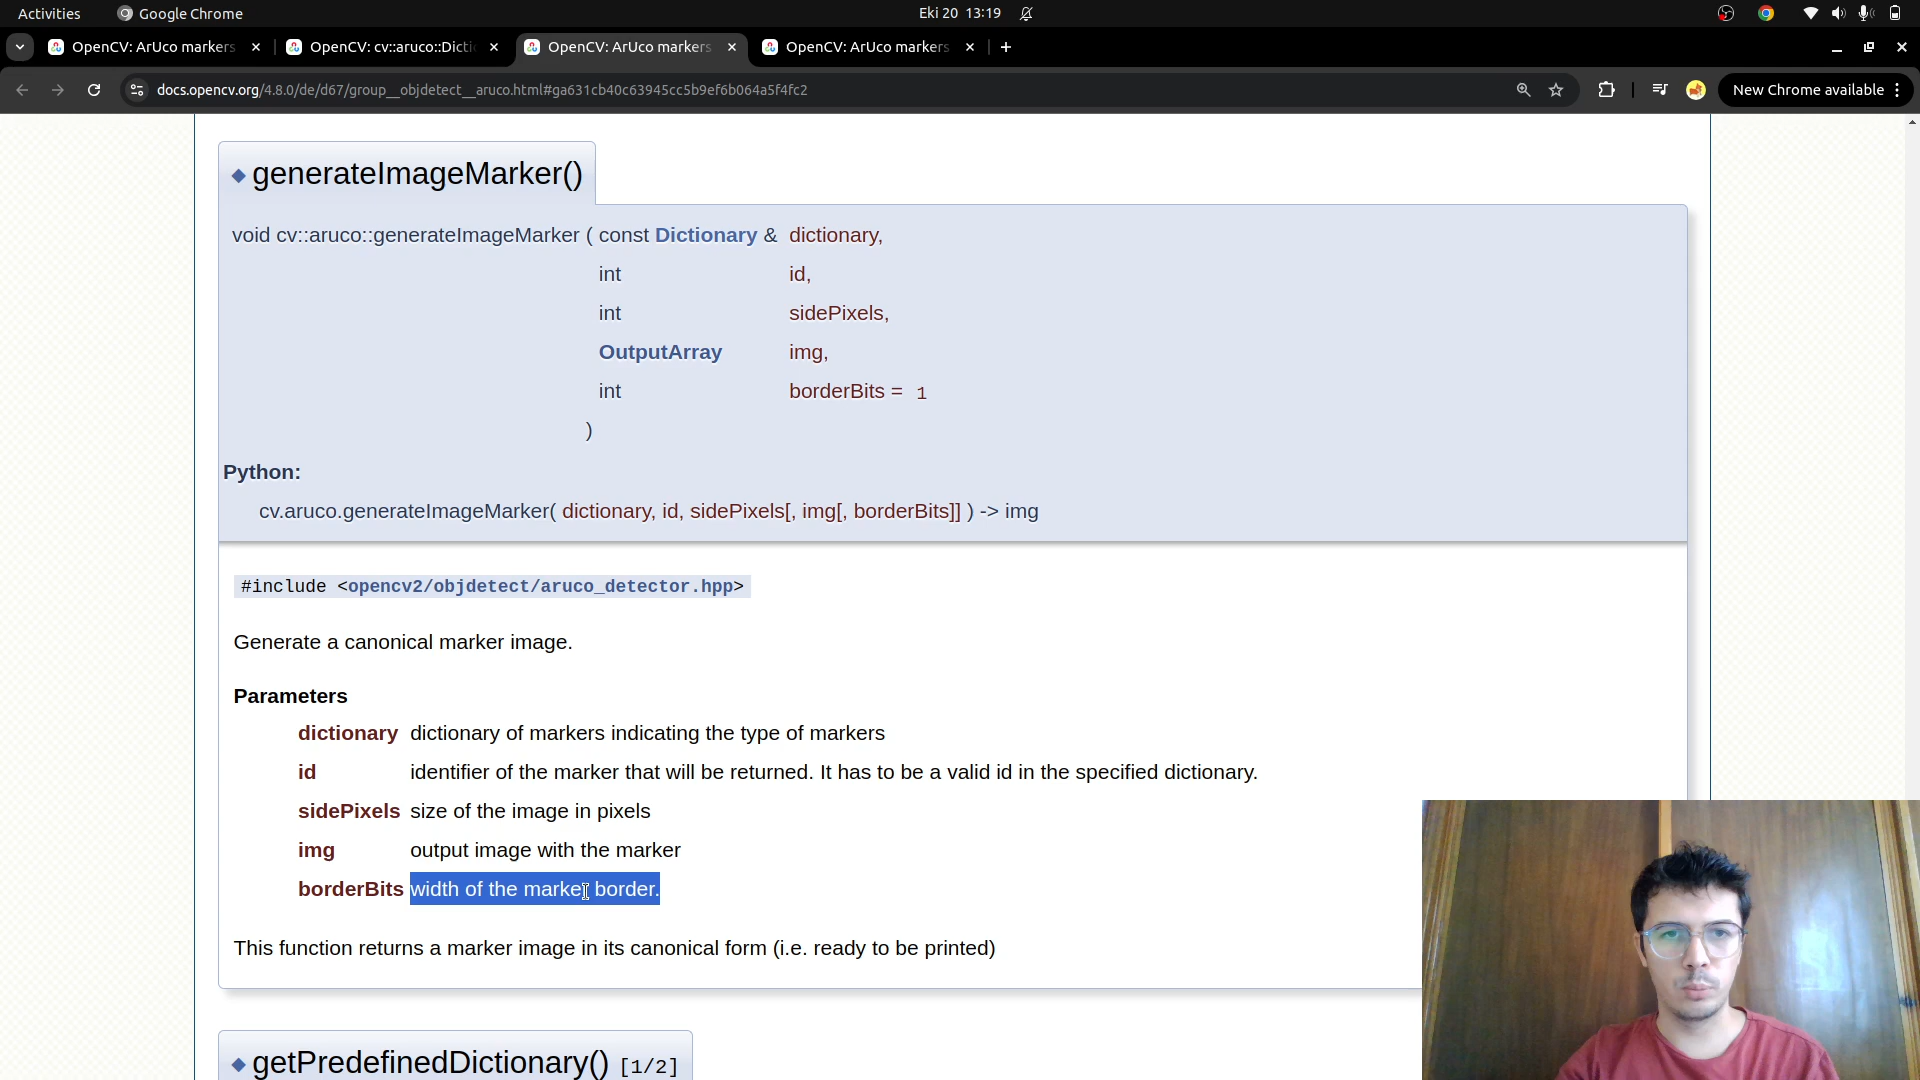 Activities Google Chrome Eki 20 13:19
OpenCV: ArUco markers OpenCV: cv::aruco::Dicti OpenCV: ArUco markers OpenCV: ArUco markers
docs.opencv.org/4.8.0/de/d67/group__objdetect__aruco.html#ga631cb40c63945cc5b9ef6b064a5f4fc2 New Chrome available
◆ generateImageMarker()
void cv::aruco::generateImageMarker ( const Dictionary & dictionary,
int id,
int sidePixels,
OutputArray img,
int borderBits = 1
)
Python:
cv.aruco.generateImageMarker( dictionary, id, sidePixels[, img[, borderBits]] ) -> img
#include <opencv2/objdetect/aruco_detector.hpp>
Generate a canonical marker image.
Parameters
dictionary dictionary of markers indicating the type of markers
id identifier of the marker that will be returned. It has to be a valid id in the specified dictionary.
sidePixels size of the image in pixels
img output image with the marker
borderBits width of the marker border.
This function returns a marker image in its canonical form (i.e. ready to be printed)
◆ getPredefinedDictionary() [1/2]